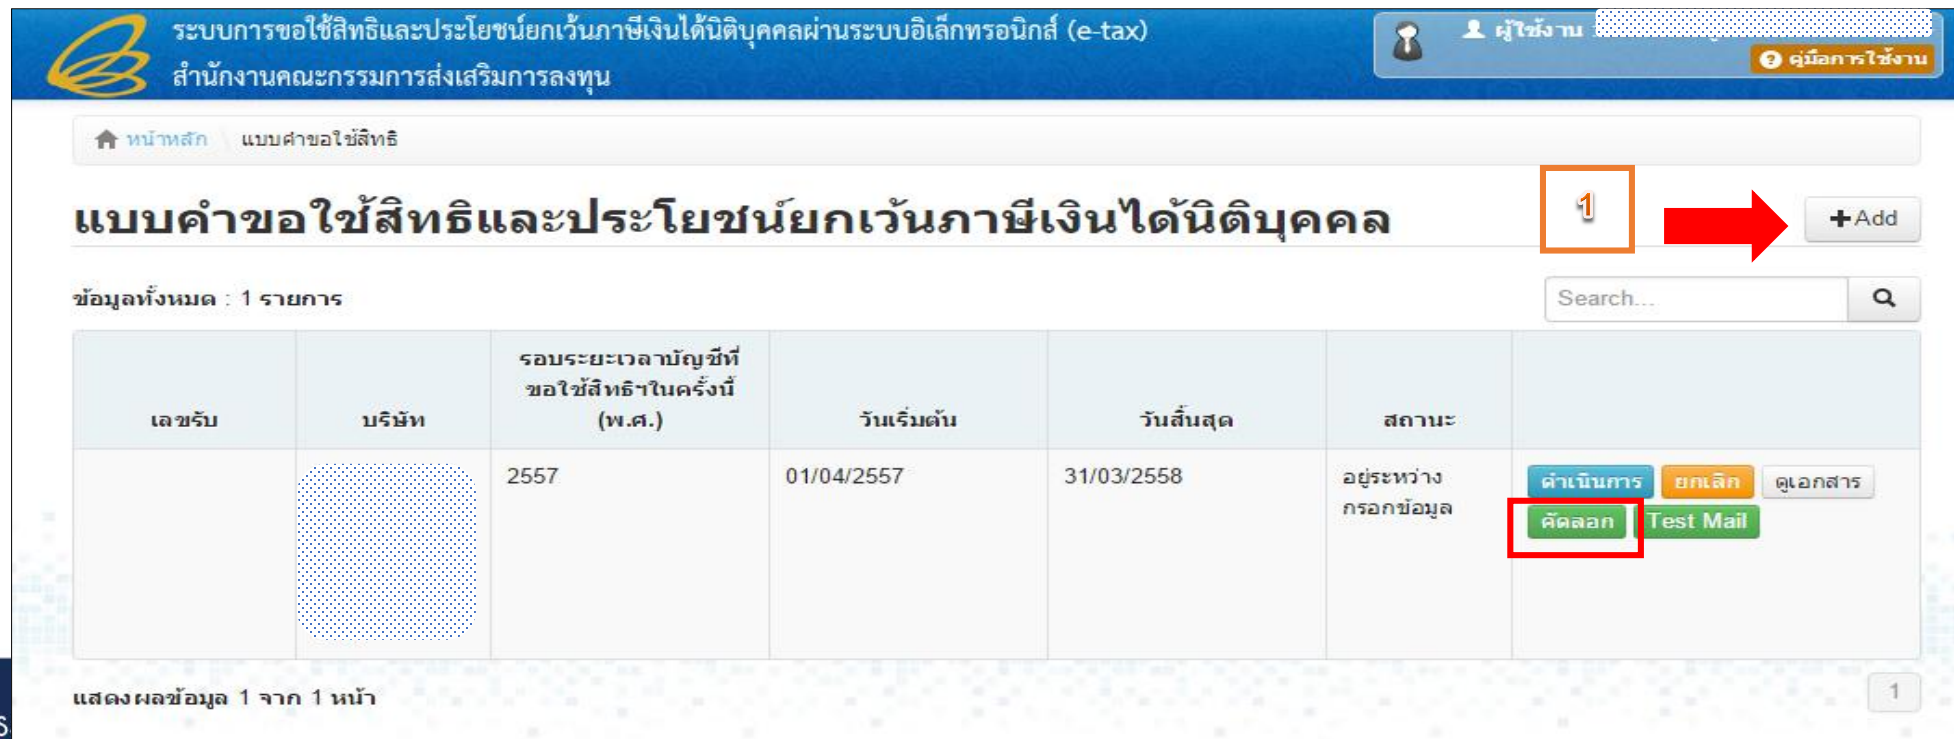 ระบบการขอใช้สิทธิและประโยชน์ยกเว้นภาษีเงินได้นิติบุคคลผ่านระบบอิเล็กทรอนิกส์ (e-tax)
สำนักงานคณะกรรมการส่งเสริมการลงทุน
ผู้ใช้งาน
คู่มือการใช้งาน
หน้าหลัก แบบคำขอใช้สิทธิ
แบบคำขอใช้สิทธิและประโยชน์ยกเว้นภาษีเงินได้นิติบุคคล
1
Add
ข้อมูลทั้งหมด : 1 รายการ
Search...
เลขรับ บริษัท รอบระยะเวลาบัญชีที่
ขอใช้สิทธิฯในครั้งนี้
(พ.ศ.) วันเริ่มต้น วันสิ้นสุด สถานะ
2557 01/04/2557 31/03/2558 อยู่ระหว่าง
กรอกข้อมูล
ดำเนินการ ยกเลิก ดูเอกสาร
คัดลอก Test Mail
แสดงผลข้อมูล 1 จาก 1 หน้า
1